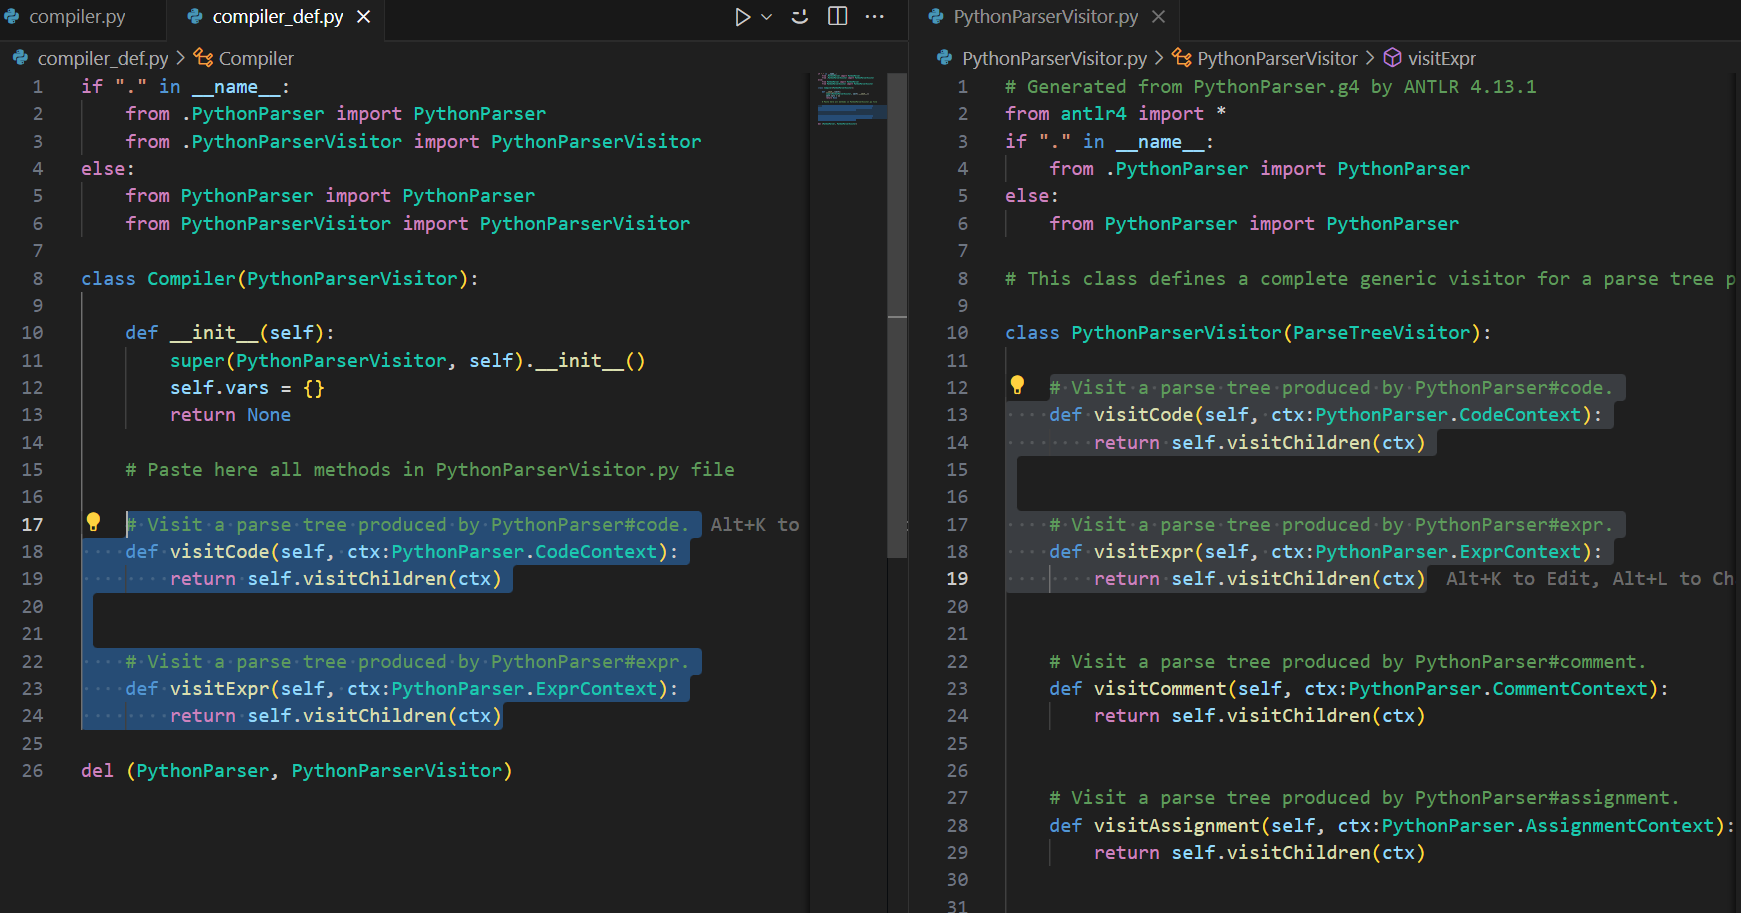 compiler.py
compiler_def.py
compiler_def.py > Compiler
1 if "." in __name__:
2 from .PythonParser import PythonParser
3 from .PythonParserVisitor import PythonParserVisitor
4 else:
5 from PythonParser import PythonParser
6 from PythonParserVisitor import PythonParserVisitor
7
8 class Compiler(PythonParserVisitor):
9
10 def __init__(self):
11 super(PythonParserVisitor, self).__init__()
12 self.vars = {}
13 return None
14
15 # Paste here all methods in PythonParserVisitor.py file
16
17 # Visit a parse tree produced by PythonParser#code. Alt+K to
18 def visitCode(self, ctx:PythonParser.CodeContext):
19 return self.visitChildren(ctx)
20
21
22 # Visit a parse tree produced by PythonParser#expr.
23 def visitExpr(self, ctx:PythonParser.ExprContext):
24 return self.visitChildren(ctx)
25
26 del (PythonParser, PythonParserVisitor)
PythonParserVisitor.py
PythonParserVisitor.py > PythonParserVisitor > visitExpr
1 # Generated from PythonParser.g4 by ANTLR 4.13.1
2 from antlr4 import *
3 if "." in __name__:
4 from .PythonParser import PythonParser
5 else:
6 from PythonParser import PythonParser
7
8 # This class defines a complete generic visitor for a parse tree p
9
10 class PythonParserVisitor(ParseTreeVisitor):
11
12 # Visit a parse tree produced by PythonParser#code.
13 def visitCode(self, ctx:PythonParser.CodeContext):
14 return self.visitChildren(ctx)
15
16
17 # Visit a parse tree produced by PythonParser#expr.
18 def visitExpr(self, ctx:PythonParser.ExprContext):
19 return self.visitChildren(ctx) Alt+K to Edit, Alt+L to Ch
20
21
22 # Visit a parse tree produced by PythonParser#comment.
23 def visitComment(self, ctx:PythonParser.CommentContext):
24 return self.visitChildren(ctx)
25
26
27 # Visit a parse tree produced by PythonParser#assignment.
28 def visitAssignment(self, ctx:PythonParser.AssignmentContext):
29 return self.visitChildren(ctx)
30
31